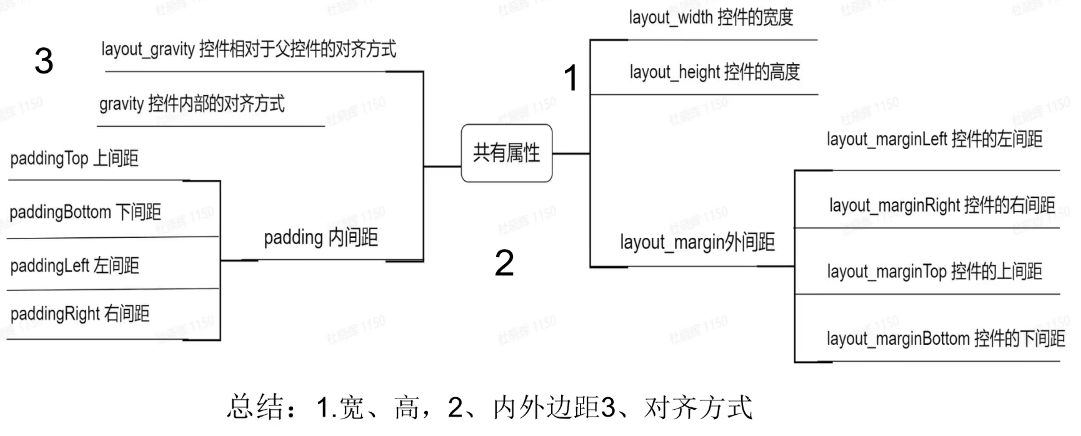 3
layout_gravity 控件相对于父控件的对齐方式
gravity 控件内部的对齐方式
paddingTop 上间距
paddingBottom 下间距
paddingLeft 左间距
paddingRight 右间距
padding 内间距
共有属性
1
layout_width 控件的宽度
layout_height 控件的高度
2
layout_margin外间距
layout_marginLeft 控件的左间距
layout_marginRight 控件的右间距
layout_marginTop 控件的上间距
layout_marginBottom 控件的下间距
总结：1.宽、高，2、内外边距3、对齐方式